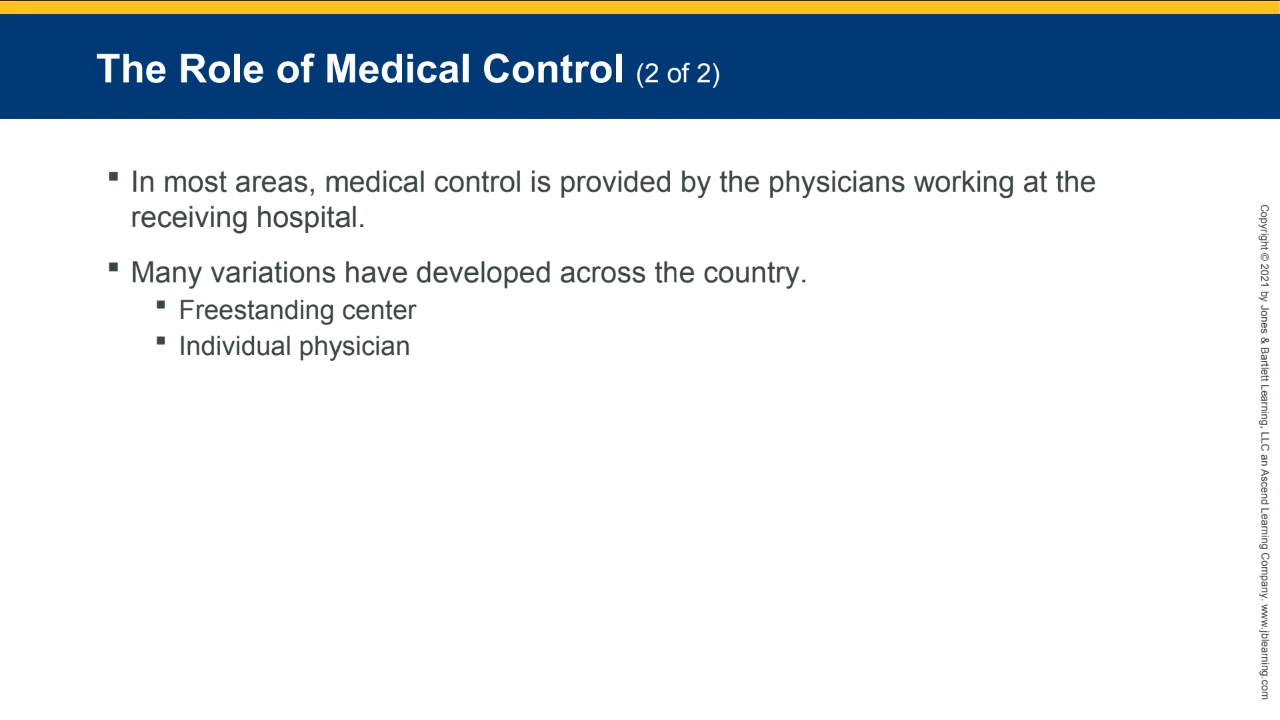 The Role of Medical Control (2 of 2)
▪ In most areas, medical control is provided by the physicians working at the
receiving hospital.
▪ Many variations have developed across the country.
▪ Freestanding center
▪ Individual physician
Copyright © 2021 by Jones & Bartlett Learning, LLC an Ascend Learning Company. www.jblearning.com